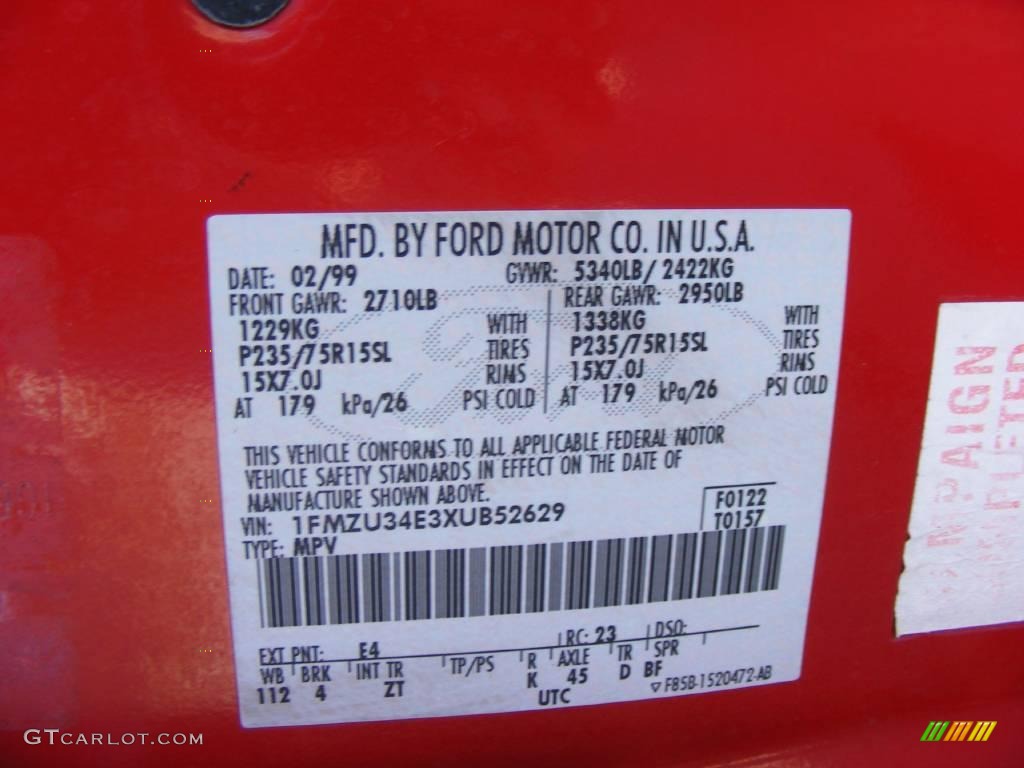 MFD. BY FORD MOTOR CO. IN U.S.A.
DATE: 02/99 GVWR: 5340LB/ 2422KG
FRONT GAWR: 2710LB REAR GAWR: 2950LB
1229KG WITH 1338KG WITH
P235/75R15SL TIRES P235/75R15SL TIRES
15X7.0J RIMS 15X7.0J RIMS
AT 179 kPa/26 PSI COLD AT 179 kPa/26 PSI COLD
THIS VEHICLE CONFORMS TO ALL APPLICABLE FEDERAL MOTOR
VEHICLE SAFETY STANDARDS IN EFFECT ON THE DATE OF
MANUFACTURE SHOWN ABOVE.
VIN: 1FMZU34E3XUB52629 F0122
TYPE: MPV T0157
EXT PNT: E4 RC: 23 DSO:
WB BRK INT TR TP/PS R AXLE TR SPR
112 4 ZT K 45 D BF
UTC F85B-1520472-AB
PAIGN
GTCARLOT.COM